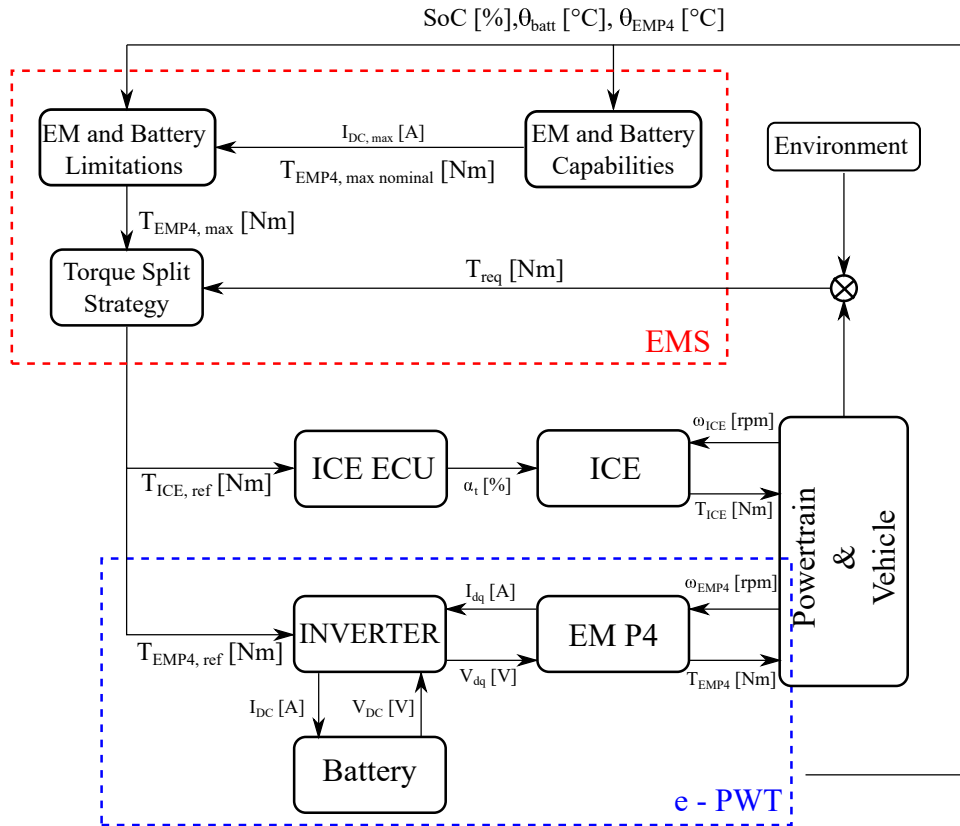 SoC [%],θbatt [°C], θEMP4 [°C]
EM and Battery
Limitations
IDC, max [A]
TEMP4, max nominal [Nm]
EM and Battery
Capabilities
Environment
TEMP4, max [Nm]
Torque Split
Strategy
Treq [Nm]
EMS
TICE, ref [Nm]
ICE ECU
αt [%]
ICE
ωICE [rpm]
TICE [Nm]
Powertrain
&
Vehicle
TEMP4, ref [Nm]
INVERTER
Idq [A]
Vdq [V]
EM P4
ωEMP4 [rpm]
TEMP4 [Nm]
IDC [A]
VDC [V]
Battery
e - PWT